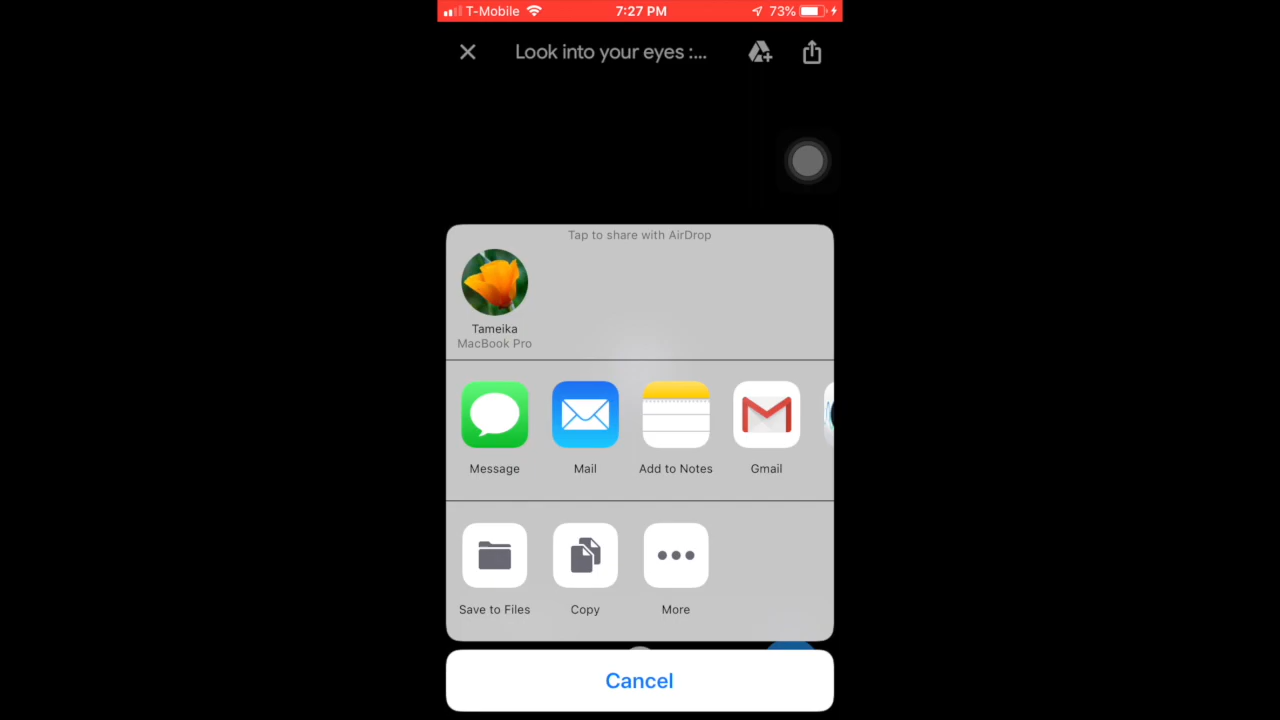 T-Mobile 7:27 PM 73%
Look into your eyes :...
Tap to share with AirDrop
Tameika
MacBook Pro
Message Mail Add to Notes Gmail
Save to Files Copy More
Cancel